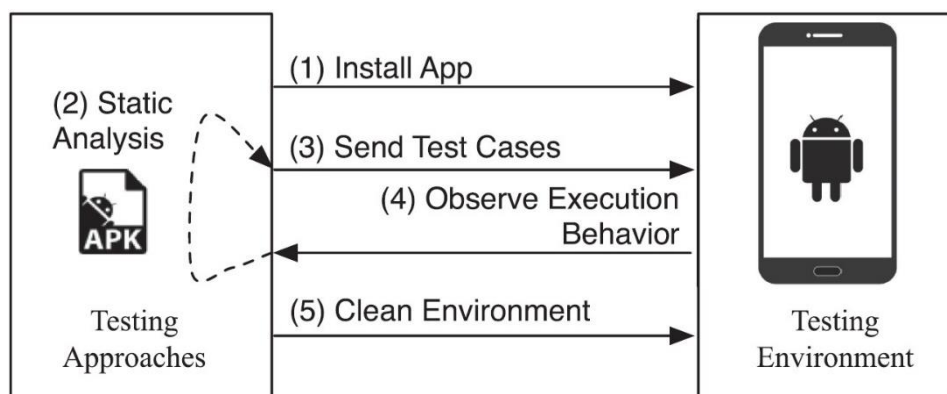 (1) Install App
(2) Static
Analysis
APK
(3) Send Test Cases
(4) Observe Execution
Behavior
(5) Clean Environment
Testing
Approaches
Testing
Environment